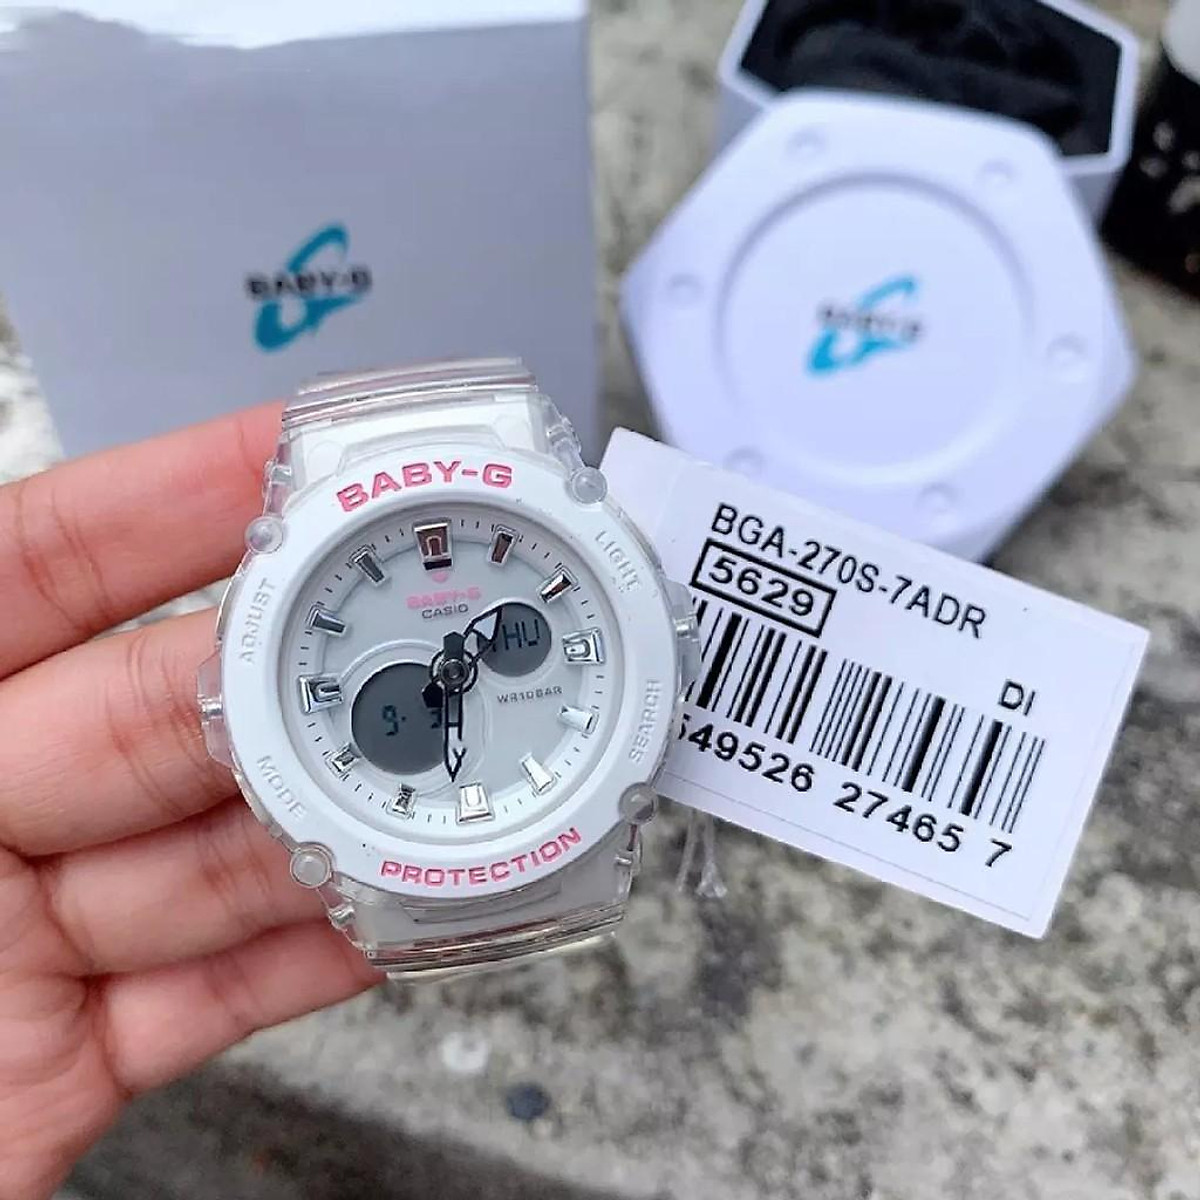 BABY-G
BABY-G
BABY-G
ADJUST
LIGHT
BABY-G
CASIO
THU
WR10BAR
9
MODE
SEARCH
PROTECTION
BGA-270S-7ADR
5629
DI
549526 27465 7